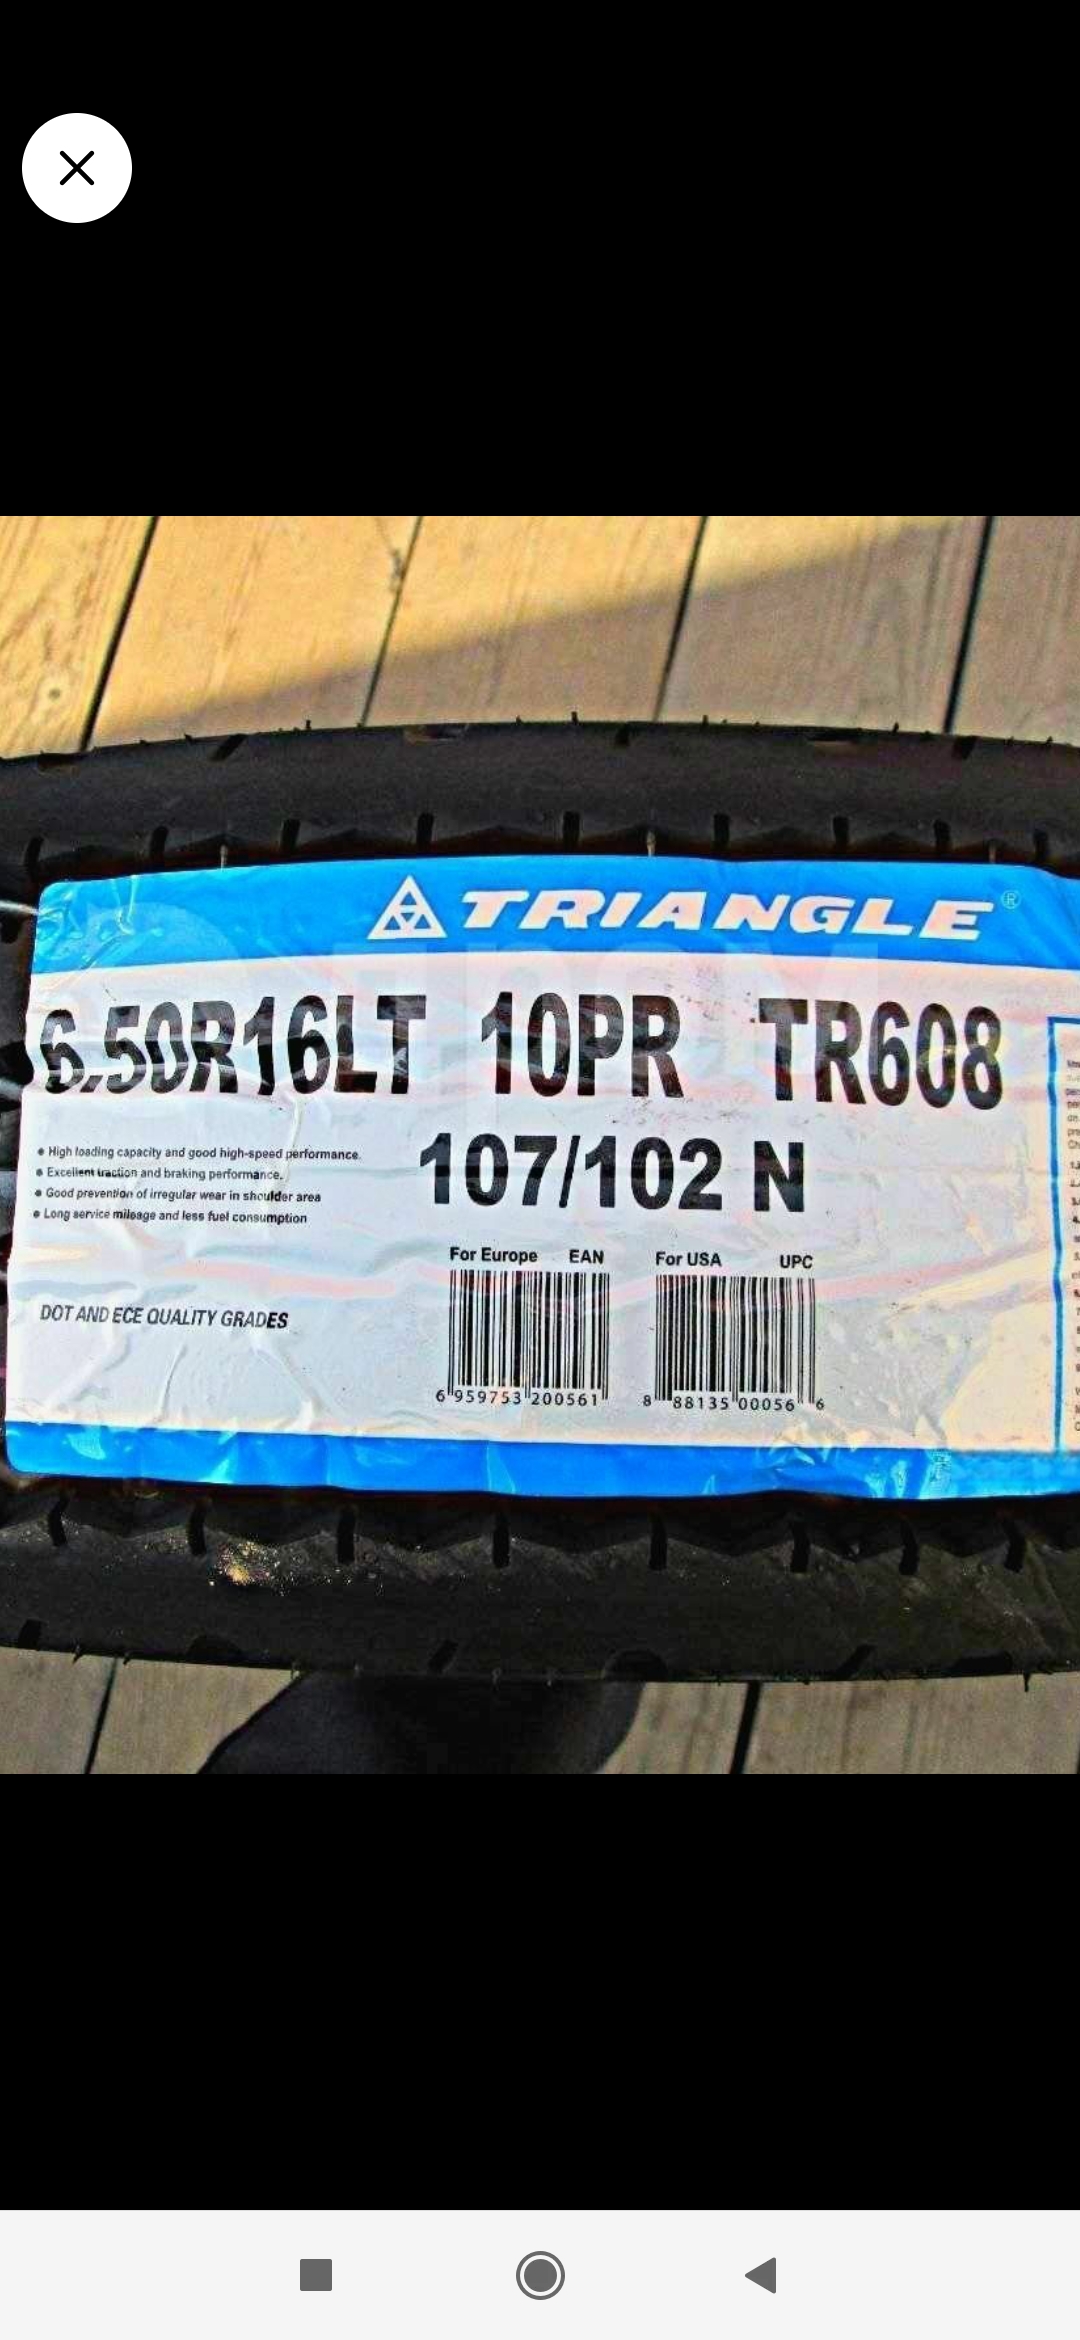 TRIANGLE®
6.50R16LT 10PR TR608
107/102 N
• High loading capacity and good high-speed performance.
• Excellent traction and braking performance.
• Good prevention of irregular wear in shoulder area
• Long service mileage and less fuel consumption
For Europe EAN
For USA UPC
DOT AND ECE QUALITY GRADES
6 959753 200561
8 88135 00056 6